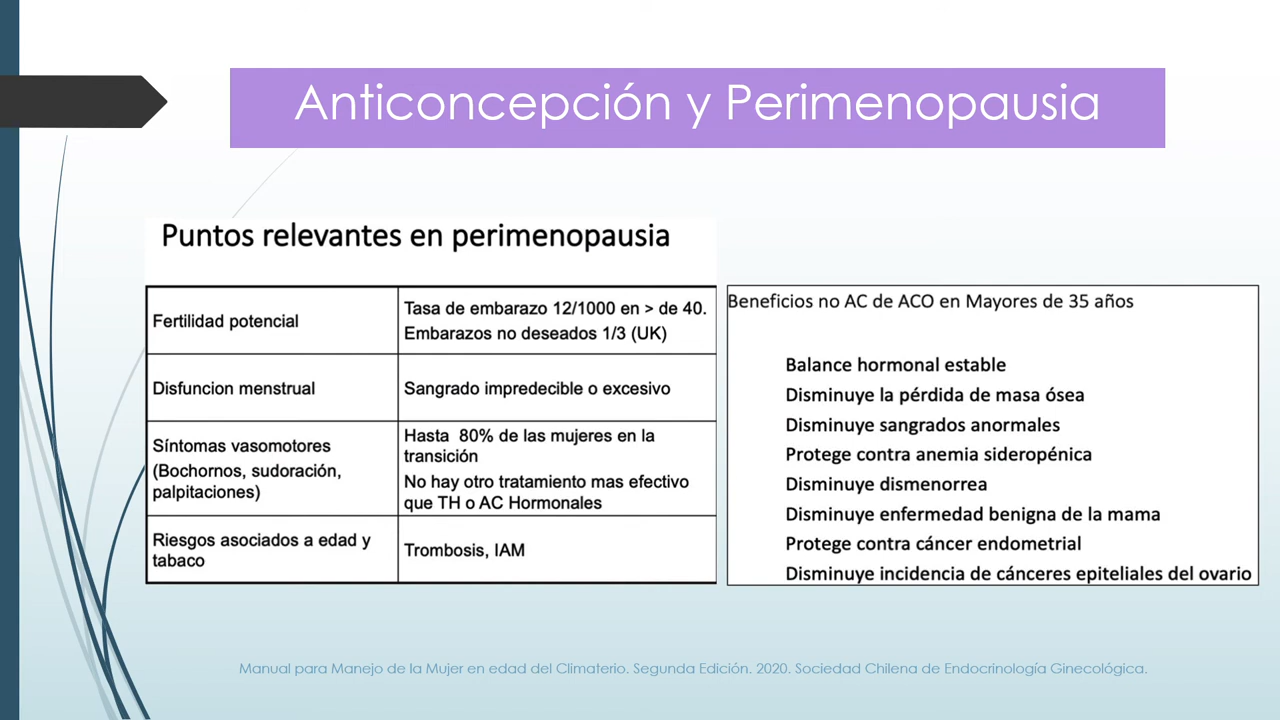 Anticoncepción y Perimenopausia
Puntos relevantes en perimenopausia
Fertilidad potencial
Tasa de embarazo 12/1000 en > de 40.
Embarazos no deseados 1/3 (UK)
Disfuncion menstrual
Sangrado impredecible o excesivo
Síntomas vasomotores
(Bochornos, sudoración,
palpitaciones)
Hasta 80% de las mujeres en la
transición
No hay otro tratamiento mas efectivo
que TH o AC Hormonales
Riesgos asociados a edad y
tabaco
Trombosis, IAM
Beneficios no AC de ACO en Mayores de 35 años
Balance hormonal estable
Disminuye la pérdida de masa ósea
Disminuye sangrados anormales
Protege contra anemia sideropénica
Disminuye dismenorrea
Disminuye enfermedad benigna de la mama
Protege contra cáncer endometrial
Disminuye incidencia de cánceres epiteliales del ovario
Manual para Manejo de la Mujer en edad del Climaterio. Segunda Edición. 2020. Sociedad Chilena de Endocrinología Ginecológica.